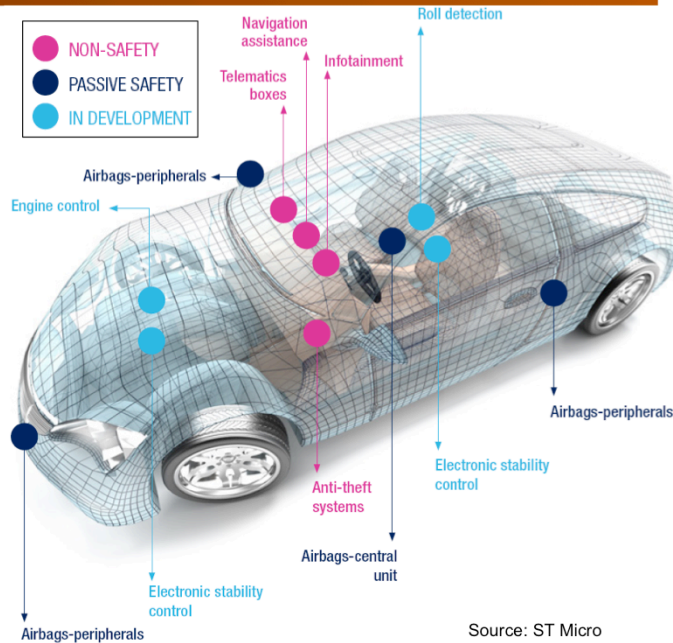 Navigation
assistance
Roll detection
NON-SAFETY
PASSIVE SAFETY
IN DEVELOPMENT
Infotainment
Telematics
boxes
Airbags-peripherals
Engine control
Airbags-peripherals
Electronic stability
control
Anti-theft
systems
Airbags-central
unit
Electronic stability
control
Airbags-peripherals
Source: ST Micro